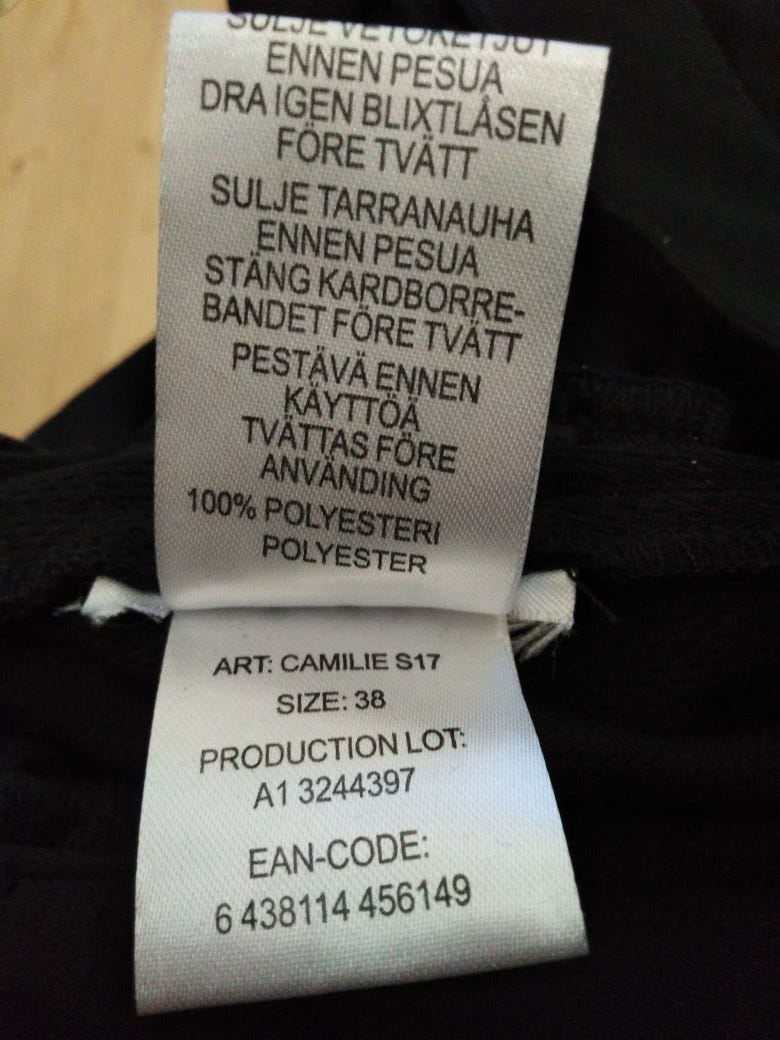 SULJE VETOKETJUT
ENNEN PESUA
DRA IGEN BLIXTLÅSEN
FÖRE TVÄTT
SULJE TARRANAUHA
ENNEN PESUA
STÄNG KARDBORRE-
BANDET FÖRE TVÄTT
PESTÄVÄ ENNEN
KÄYTTÖÄ
TVÄTTAS FÖRE
ANVÄNDING
100% POLYESTERI
POLYESTER
ART: CAMILIE S17
SIZE: 38
PRODUCTION LOT:
A1 3244397
EAN-CODE:
6 438114 456149